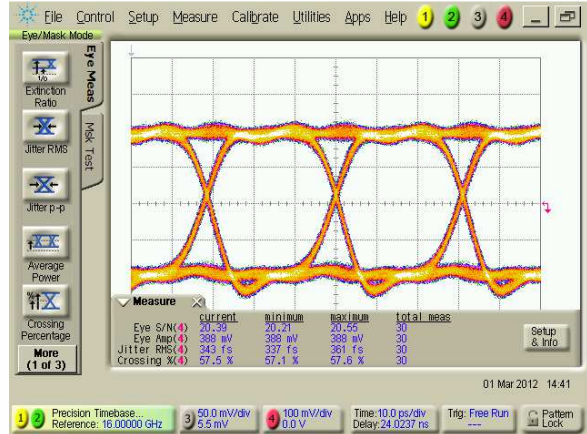 File Control Setup Measure Calibrate Utilities Apps Help 1 2 3 4
Eye/Mask Mode
Eye Meas
Msk Test
1/0
Extinction
Ratio
Jitter RMS
Jitter p-p
Average
Power
%
Crossing
Percentage
More
(1 of 3)
Measure
current minimum maximum total meas
Eye S/N(4) 20.39 20.21 20.55 30
Eye Amp(4) 388 mV 388 mV 388 mV 30
Jitter RMS(4) 343 fs 337 fs 361 fs 30
Crossing %(4) 57.5 % 57.1 % 57.6 % 30
Setup
& Info
01 Mar 2012 14:41
1 2 Precision Timebase...
Reference: 16.00000 GHz
3 50.0 mV/div
5.5 mV
4 100 mV/div
0.0 V
Time:10.0 ps/div
Delay:24.0237 ns
Trig: Free Run
---
Pattern
Lock